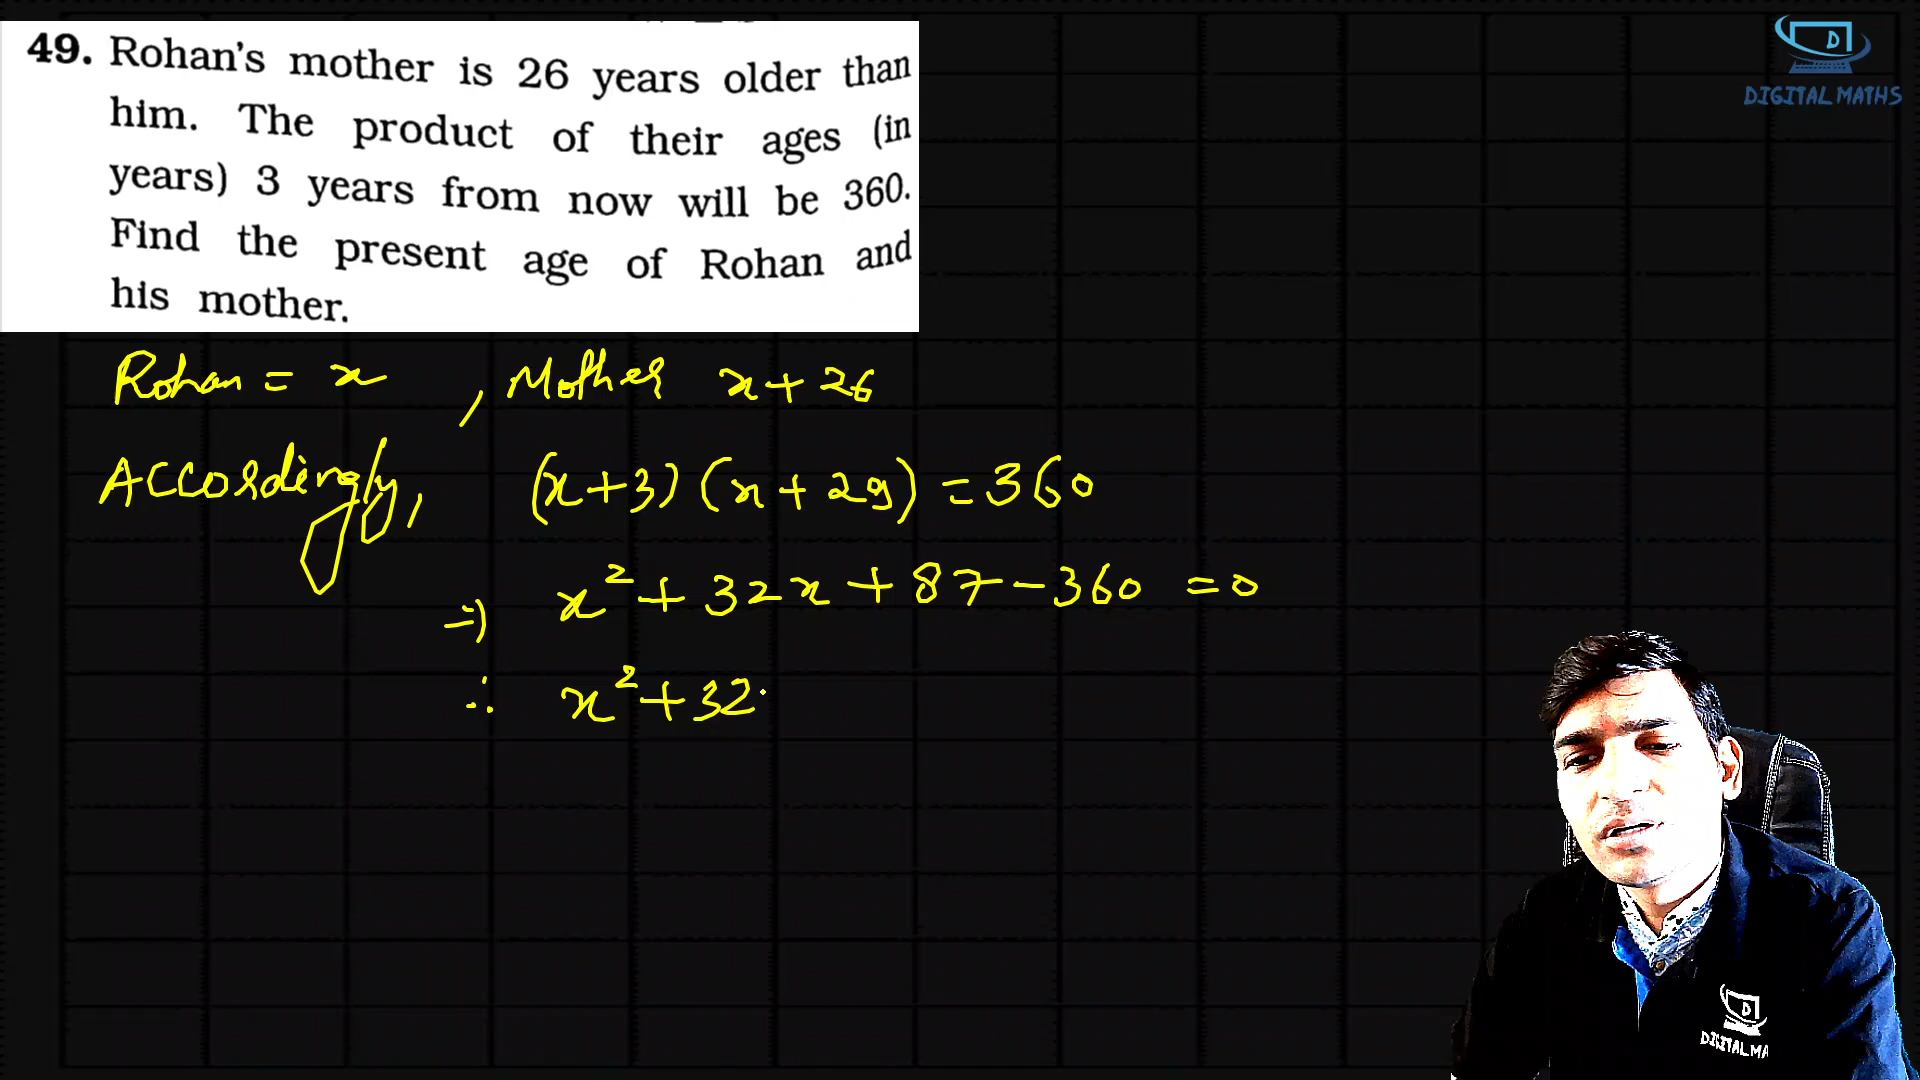 49. Rohan's mother is 26 years older than
him. The product of their ages (in
years) 3 years from now will be 360.
Find the present age of Rohan and
his mother.
DIGITAL MATHS
Rohan = x , Mother x + 26
Accordingly, (x+3) (x+29) = 360
⇒ x² + 32x + 87 - 360 = 0
∴ x² + 32
DIGITAL MA